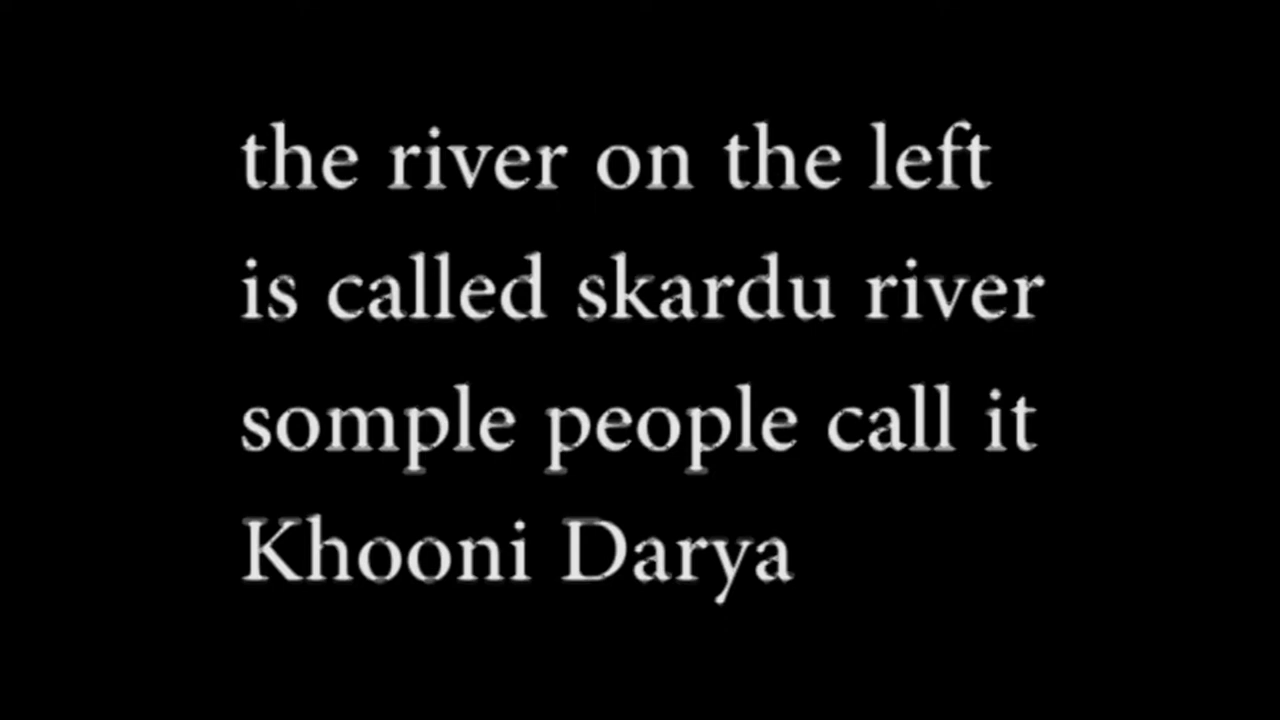 the river on the left
is called skardu river
somple people call it
Khooni Darya